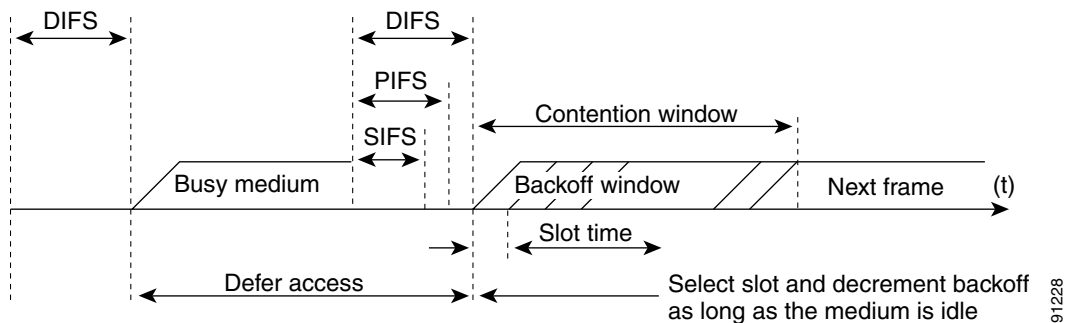 DIFS
DIFS
PIFS
Contention window
SIFS
Busy medium
Backoff window
Next frame
(t)
Slot time
Defer access
Select slot and decrement backoff
as long as the medium is idle
91228